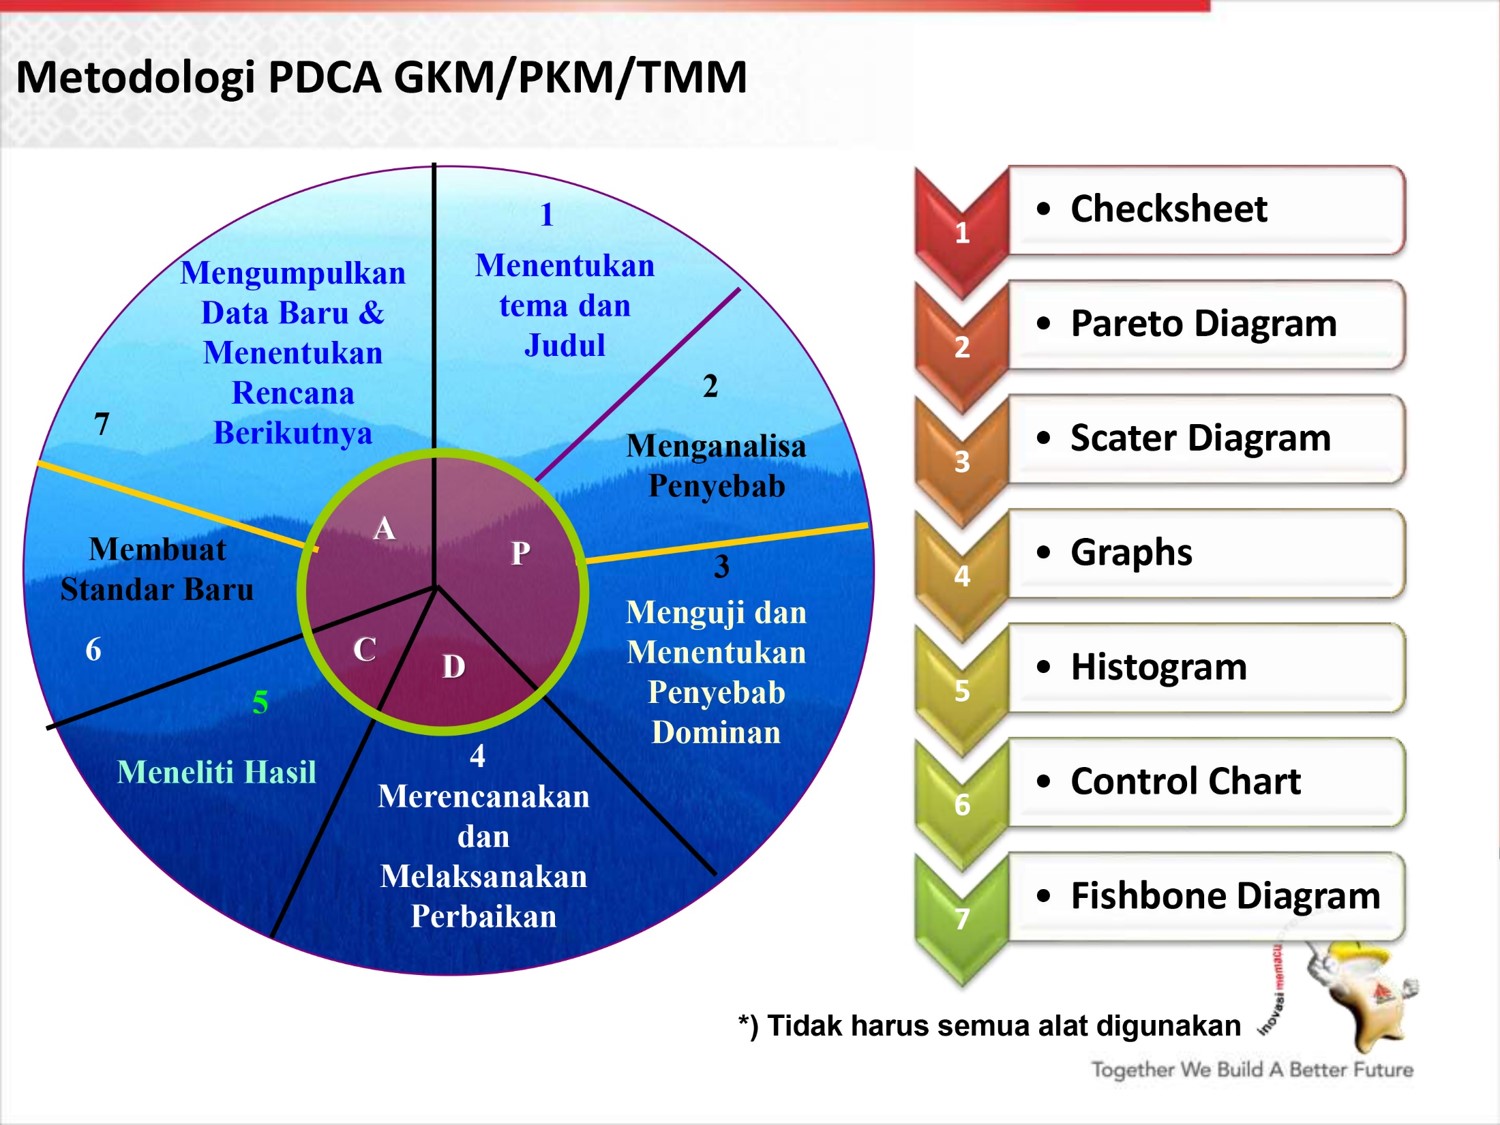 Metodologi PDCA GKM/PKM/TMM
1
Menentukan
tema dan
Judul
2
Menganalisa
Penyebab
3
Menguji dan
Menentukan
Penyebab
Dominan
4
Merencanakan
dan
Melaksanakan
Perbaikan
5
Meneliti Hasil
Membuat
Standar Baru
6
7
Mengumpulkan
Data Baru &
Menentukan
Rencana
Berikutnya
A
P
C
D
1
• Checksheet
2
• Pareto Diagram
3
• Scater Diagram
4
• Graphs
5
• Histogram
6
• Control Chart
7
• Fishbone Diagram
*) Tidak harus semua alat digunakan
Inovasi memacu
Together We Build A Better Future